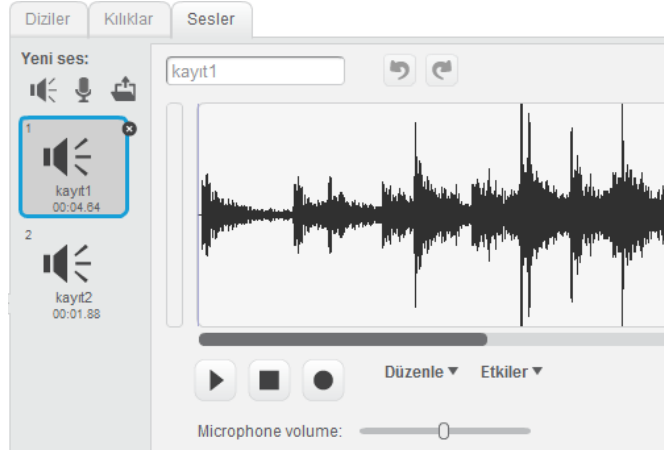 Diziler Kılıklar Sesler
Yeni ses:
kayıt1
1
kayıt1
00:04.64
2
kayıt2
00:01.88
Düzenle Etkiler
Microphone volume: